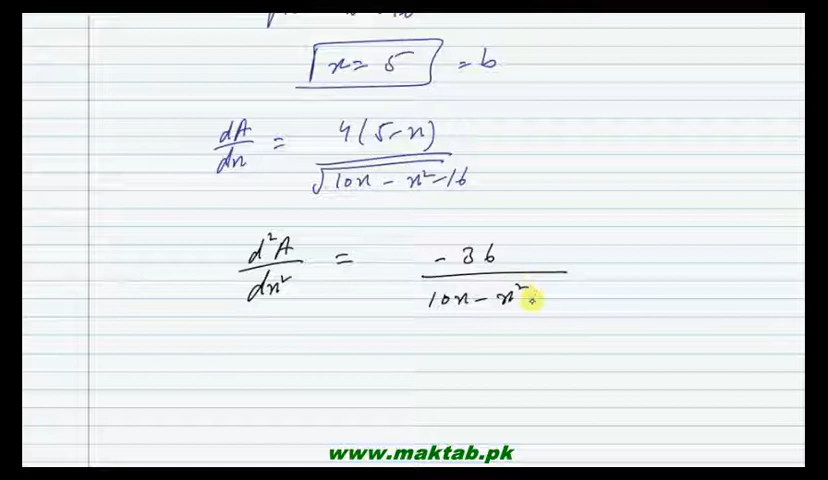 x = 5 = b
dA/dx = 4(5-x)/√10x - x²-16
d²A/dx² = -36/10x - x²
www.maktab.pk